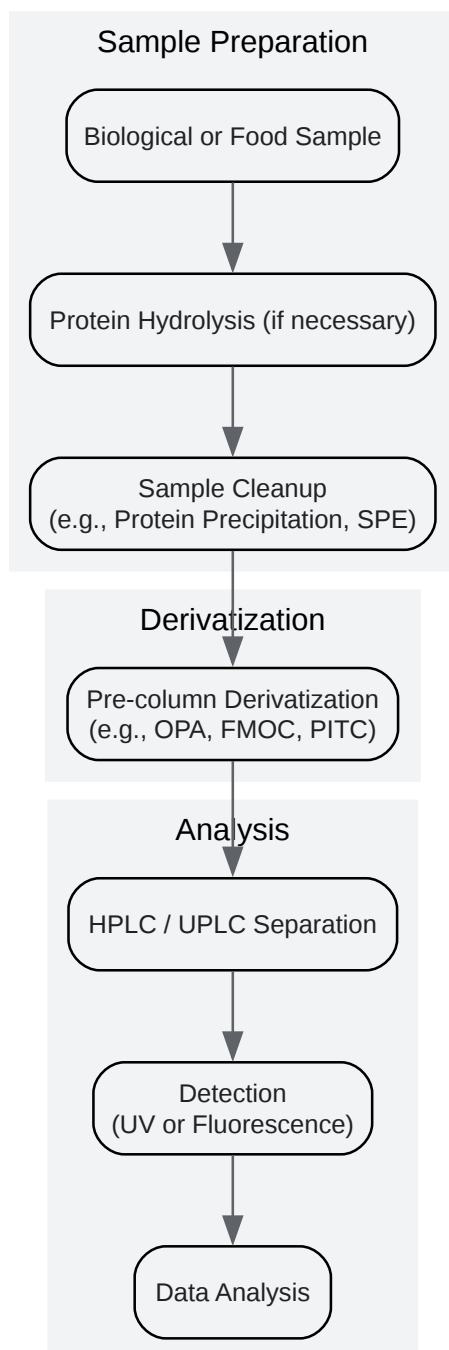 Sample Preparation
Biological or Food Sample
Protein Hydrolysis (if necessary)
Sample Cleanup
(e.g., Protein Precipitation, SPE)
Derivatization
Pre-column Derivatization
(e.g., OPA, FMOC, PITC)
Analysis
HPLC / UPLC Separation
Detection
(UV or Fluorescence)
Data Analysis